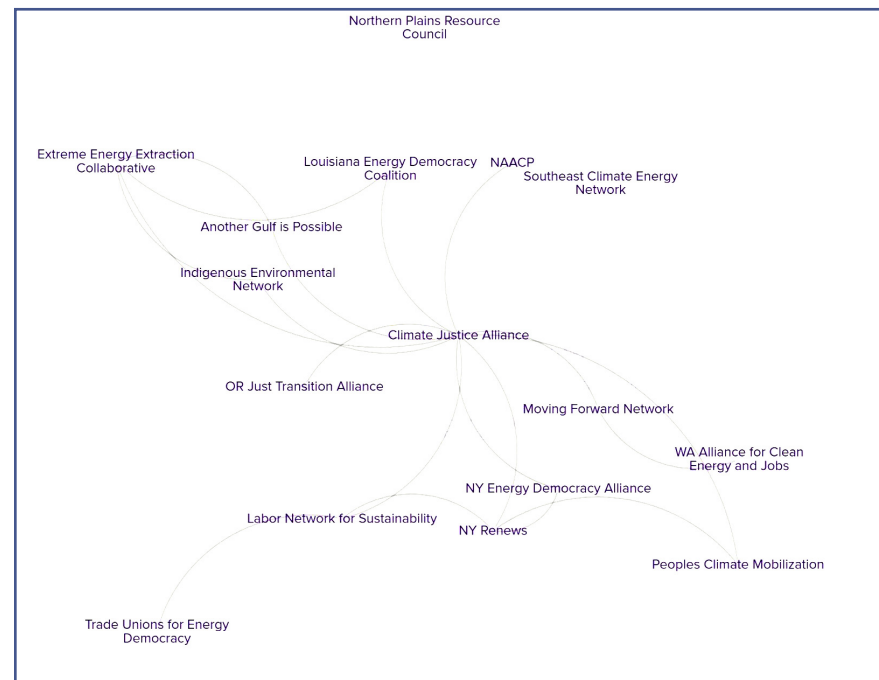 Northern Plains Resource
Council
Extreme Energy Extraction
Collaborative
Louisiana Energy Democracy
Coalition
NAACP
Southeast Climate Energy
Network
Another Gulf is Possible
Indigenous Environmental
Network
Climate Justice Alliance
OR Just Transition Alliance
Moving Forward Network
WA Alliance for Clean
Energy and Jobs
NY Energy Democracy Alliance
Labor Network for Sustainability
NY Renews
Peoples Climate Mobilization
Trade Unions for Energy
Democracy